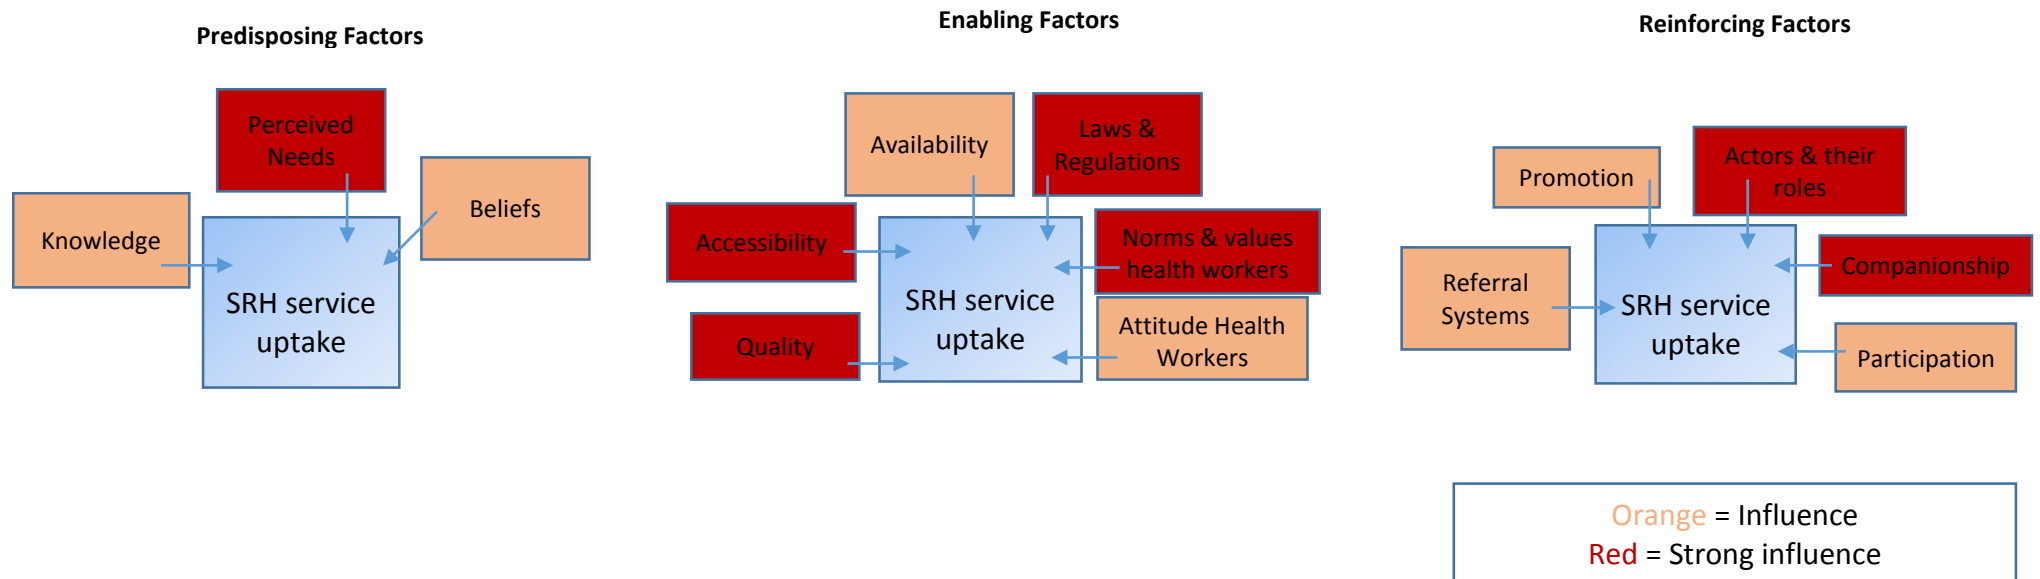 Predisposing Factors
Perceived
Needs
Knowledge
Beliefs
SRH service
uptake
Enabling Factors
Availability
Laws &
Regulations
Accessibility
Norms & values
health workers
Quality
Attitude Health
Workers
SRH service
uptake
Reinforcing Factors
Promotion
Actors & their
roles
Referral
Systems
Companionship
Participation
SRH service
uptake
Orange = Influence
Red = Strong influence